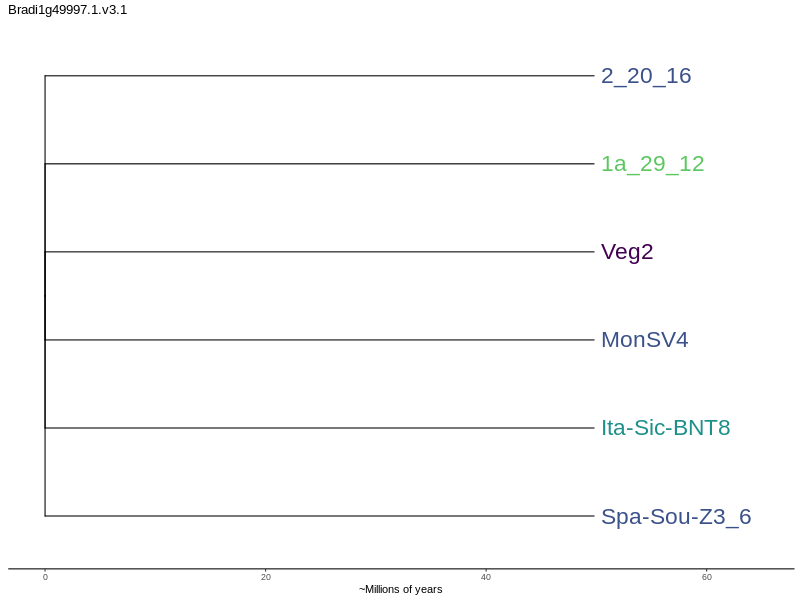 Bradi1g49997.1.v3.1
2_20_16
1a_29_12
Veg2
MonSV4
Ita-Sic-BNT8
Spa-Sou-Z3_6
0 20 40 60
~Millions of years